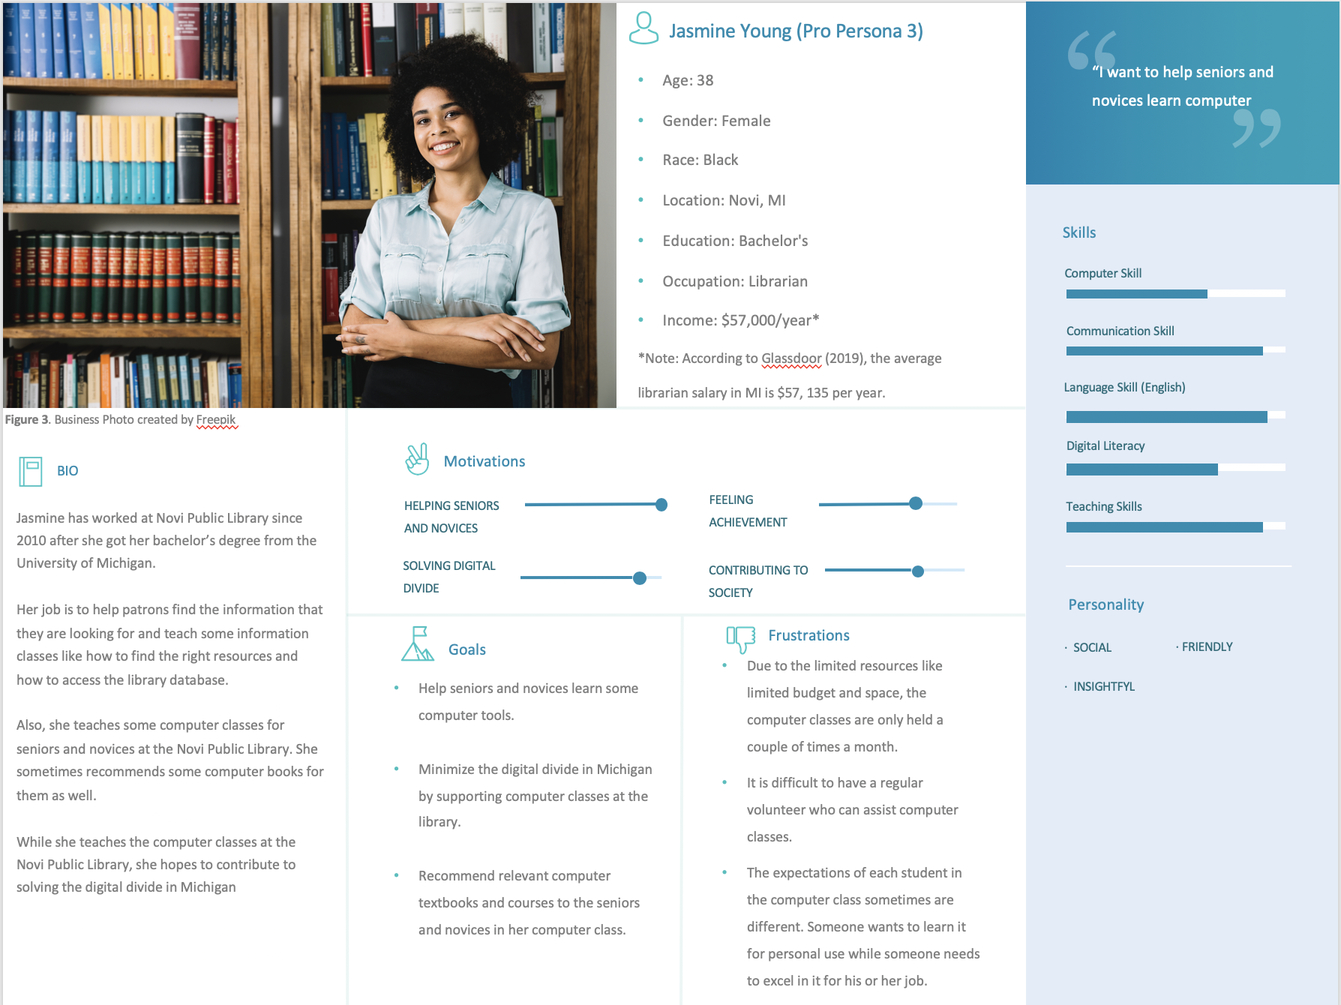 Jasmine Young (Pro Persona 3)
• Age: 38
• Gender: Female
• Race: Black
• Location: Novi, MI
• Education: Bachelor's
• Occupation: Librarian
• Income: $57,000/year*
*Note: According to Glassdoor (2019), the average
librarian salary in MI is $57, 135 per year.
“I want to help seniors and
novices learn computer
Figure 3. Business Photo created by Freepik
BIO
Jasmine has worked at Novi Public Library since
2010 after she got her bachelor’s degree from the
University of Michigan.
Her job is to help patrons find the information that
they are looking for and teach some information
classes like how to find the right resources and
how to access the library database.
Also, she teaches some computer classes for
seniors and novices at the Novi Public Library. She
sometimes recommends some computer books for
them as well.
While she teaches the computer classes at the
Novi Public Library, she hopes to contribute to
solving the digital divide in Michigan
Motivations
HELPING SENIORS
AND NOVICES
FEELING
ACHIEVEMENT
SOLVING DIGITAL
DIVIDE
CONTRIBUTING TO
SOCIETY
Goals
• Help seniors and novices learn some
computer tools.
• Minimize the digital divide in Michigan
by supporting computer classes at the
library.
• Recommend relevant computer
textbooks and courses to the seniors
and novices in her computer class.
Frustrations
• Due to the limited resources like
limited budget and space, the
computer classes are only held a
couple of times a month.
• It is difficult to have a regular
volunteer who can assist computer
classes.
• The expectations of each student in
the computer class sometimes are
different. Someone wants to learn it
for personal use while someone needs
to excel in it for his or her job.
Skills
Computer Skill
Communication Skill
Language Skill (English)
Digital Literacy
Teaching Skills
Personality
· SOCIAL
· FRIENDLY
· INSIGHTFYL